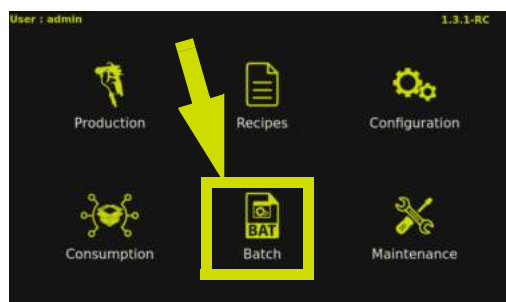 User : admin
1.3.1-RC
Production
Recipes
Configuration
BAT
Consumption
Batch
Maintenance